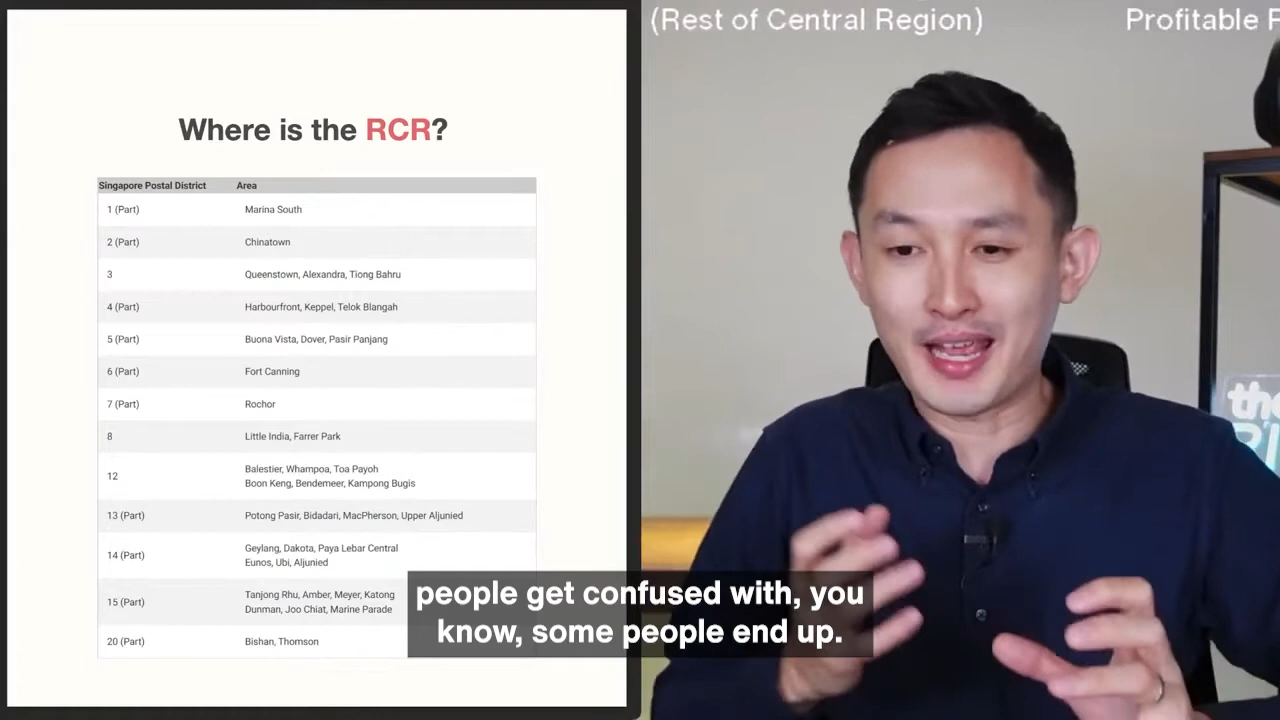 (Rest of Central Region)
Profitable
Where is the RCR?
Singapore Postal District Area
1 (Part) Marina South
2 (Part) Chinatown
3 Queenstown, Alexandra, Tiong Bahru
4 (Part) Harbourfront, Keppel, Telok Blangah
5 (Part) Buona Vista, Dover, Pasir Panjang
6 (Part) Fort Canning
7 (Part) Rochor
8 Little India, Farrer Park
12 Balestier, Whampoa, Toa Payoh
Boon Keng, Bendemeer, Kampong Bugis
13 (Part) Potong Pasir, Bidadari, MacPherson, Upper Aljunied
14 (Part) Geylang, Dakota, Paya Lebar Central
Eunos, Ubi, Aljunied
15 (Part) Tanjong Rhu, Amber, Meyer, Katong
Dunman, Joo Chiat, Marine Parade
20 (Part) Bishan, Thomson
people get confused with, you
know, some people end up.